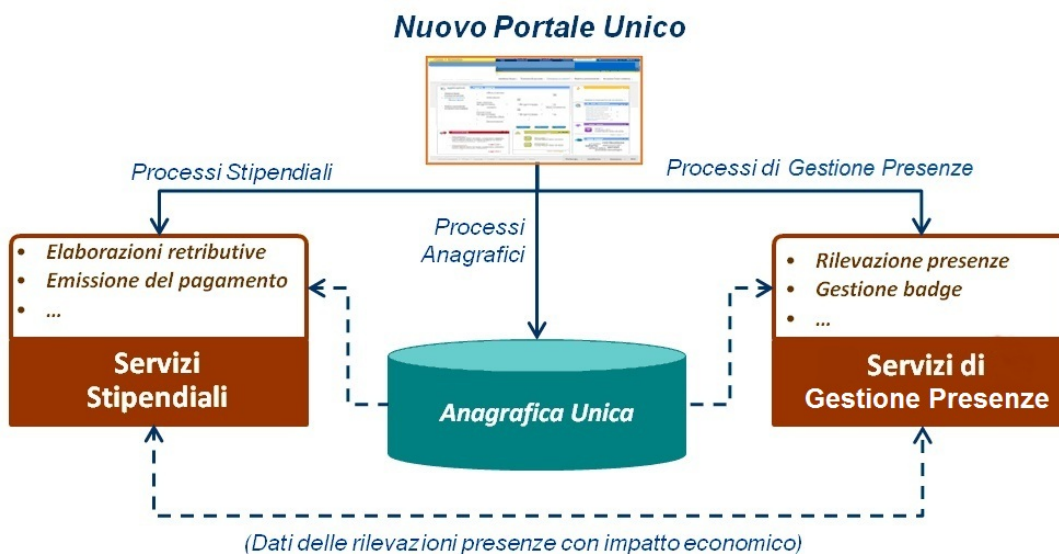 Nuovo Portale Unico
Processi Stipendiali
Processi di Gestione Presenze
Processi
Anagrafici
• Elaborazioni retributive
• Emissione del pagamento
• ...
Servizi
Stipendiali
• Rilevazione presenze
• Gestione badge
• ...
Servizi di
Gestione Presenze
Anagrafica Unica
(Dati delle rilevazioni presenze con impatto economico)